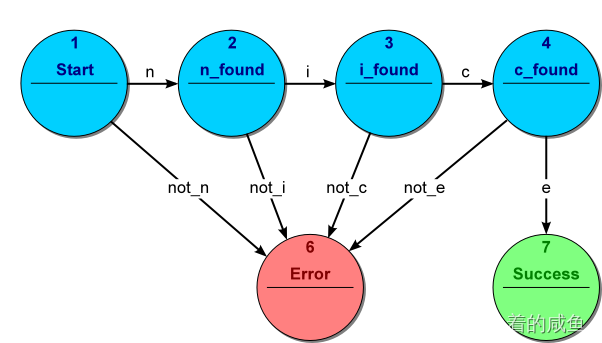 1
Start
n
2
n_found
i
3
i_found
c
4
c_found
not_n
not_i
not_c
not_e
e
6
Error
7
Success
着的咸鱼